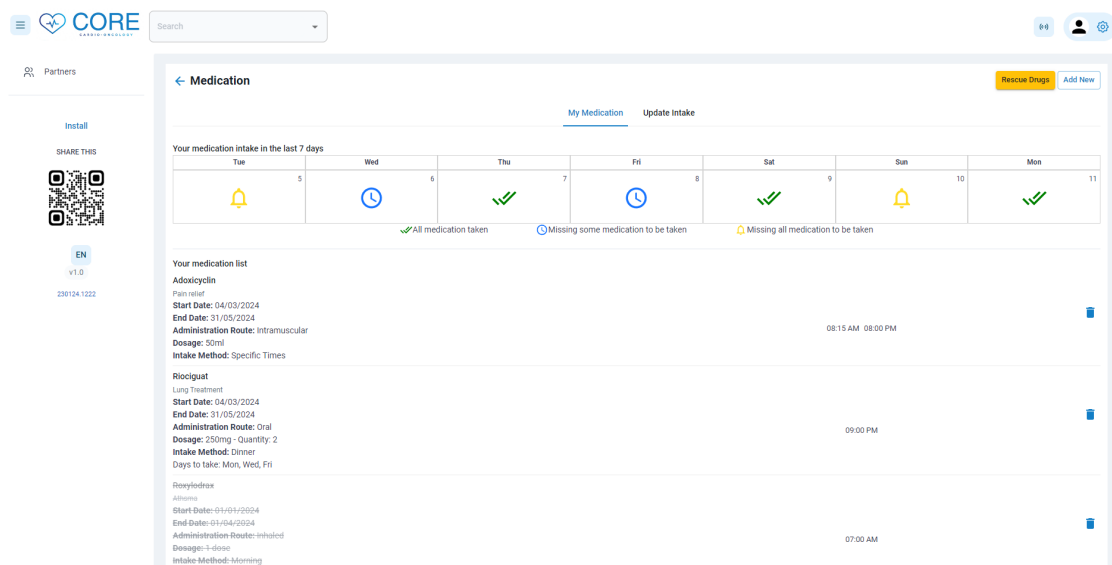 CORE
CARDIO-ONCOLOGY
Search
Partners
Install
SHARE THIS
EN
v1.0
230124.1222
Medication
Rescue Drugs
Add New
My Medication
Update Intake
Your medication intake in the last 7 days
Tue Wed Thu Fri Sat Sun Mon
5 6 7 8 9 10 11
All medication taken
Missing some medication to be taken
Missing all medication to be taken
Your medication list
Adoxicyclin
Pain relief
Start Date: 04/03/2024
End Date: 31/05/2024
Administration Route: Intramuscular
Dosage: 50ml
Intake Method: Specific Times
08:15 AM 08:00 PM
Riociguat
Lung Treatment
Start Date: 04/03/2024
End Date: 31/05/2024
Administration Route: Oral
Dosage: 250mg - Quantity: 2
Intake Method: Dinner
Days to take: Mon, Wed, Fri
09:00 PM
Roxylodrax
Start Date: 01/01/2024
End Date: 01/04/2024
Administration Route: Inhaled
Dosage: 1 dose
Intake Method: Morning
07:00 AM